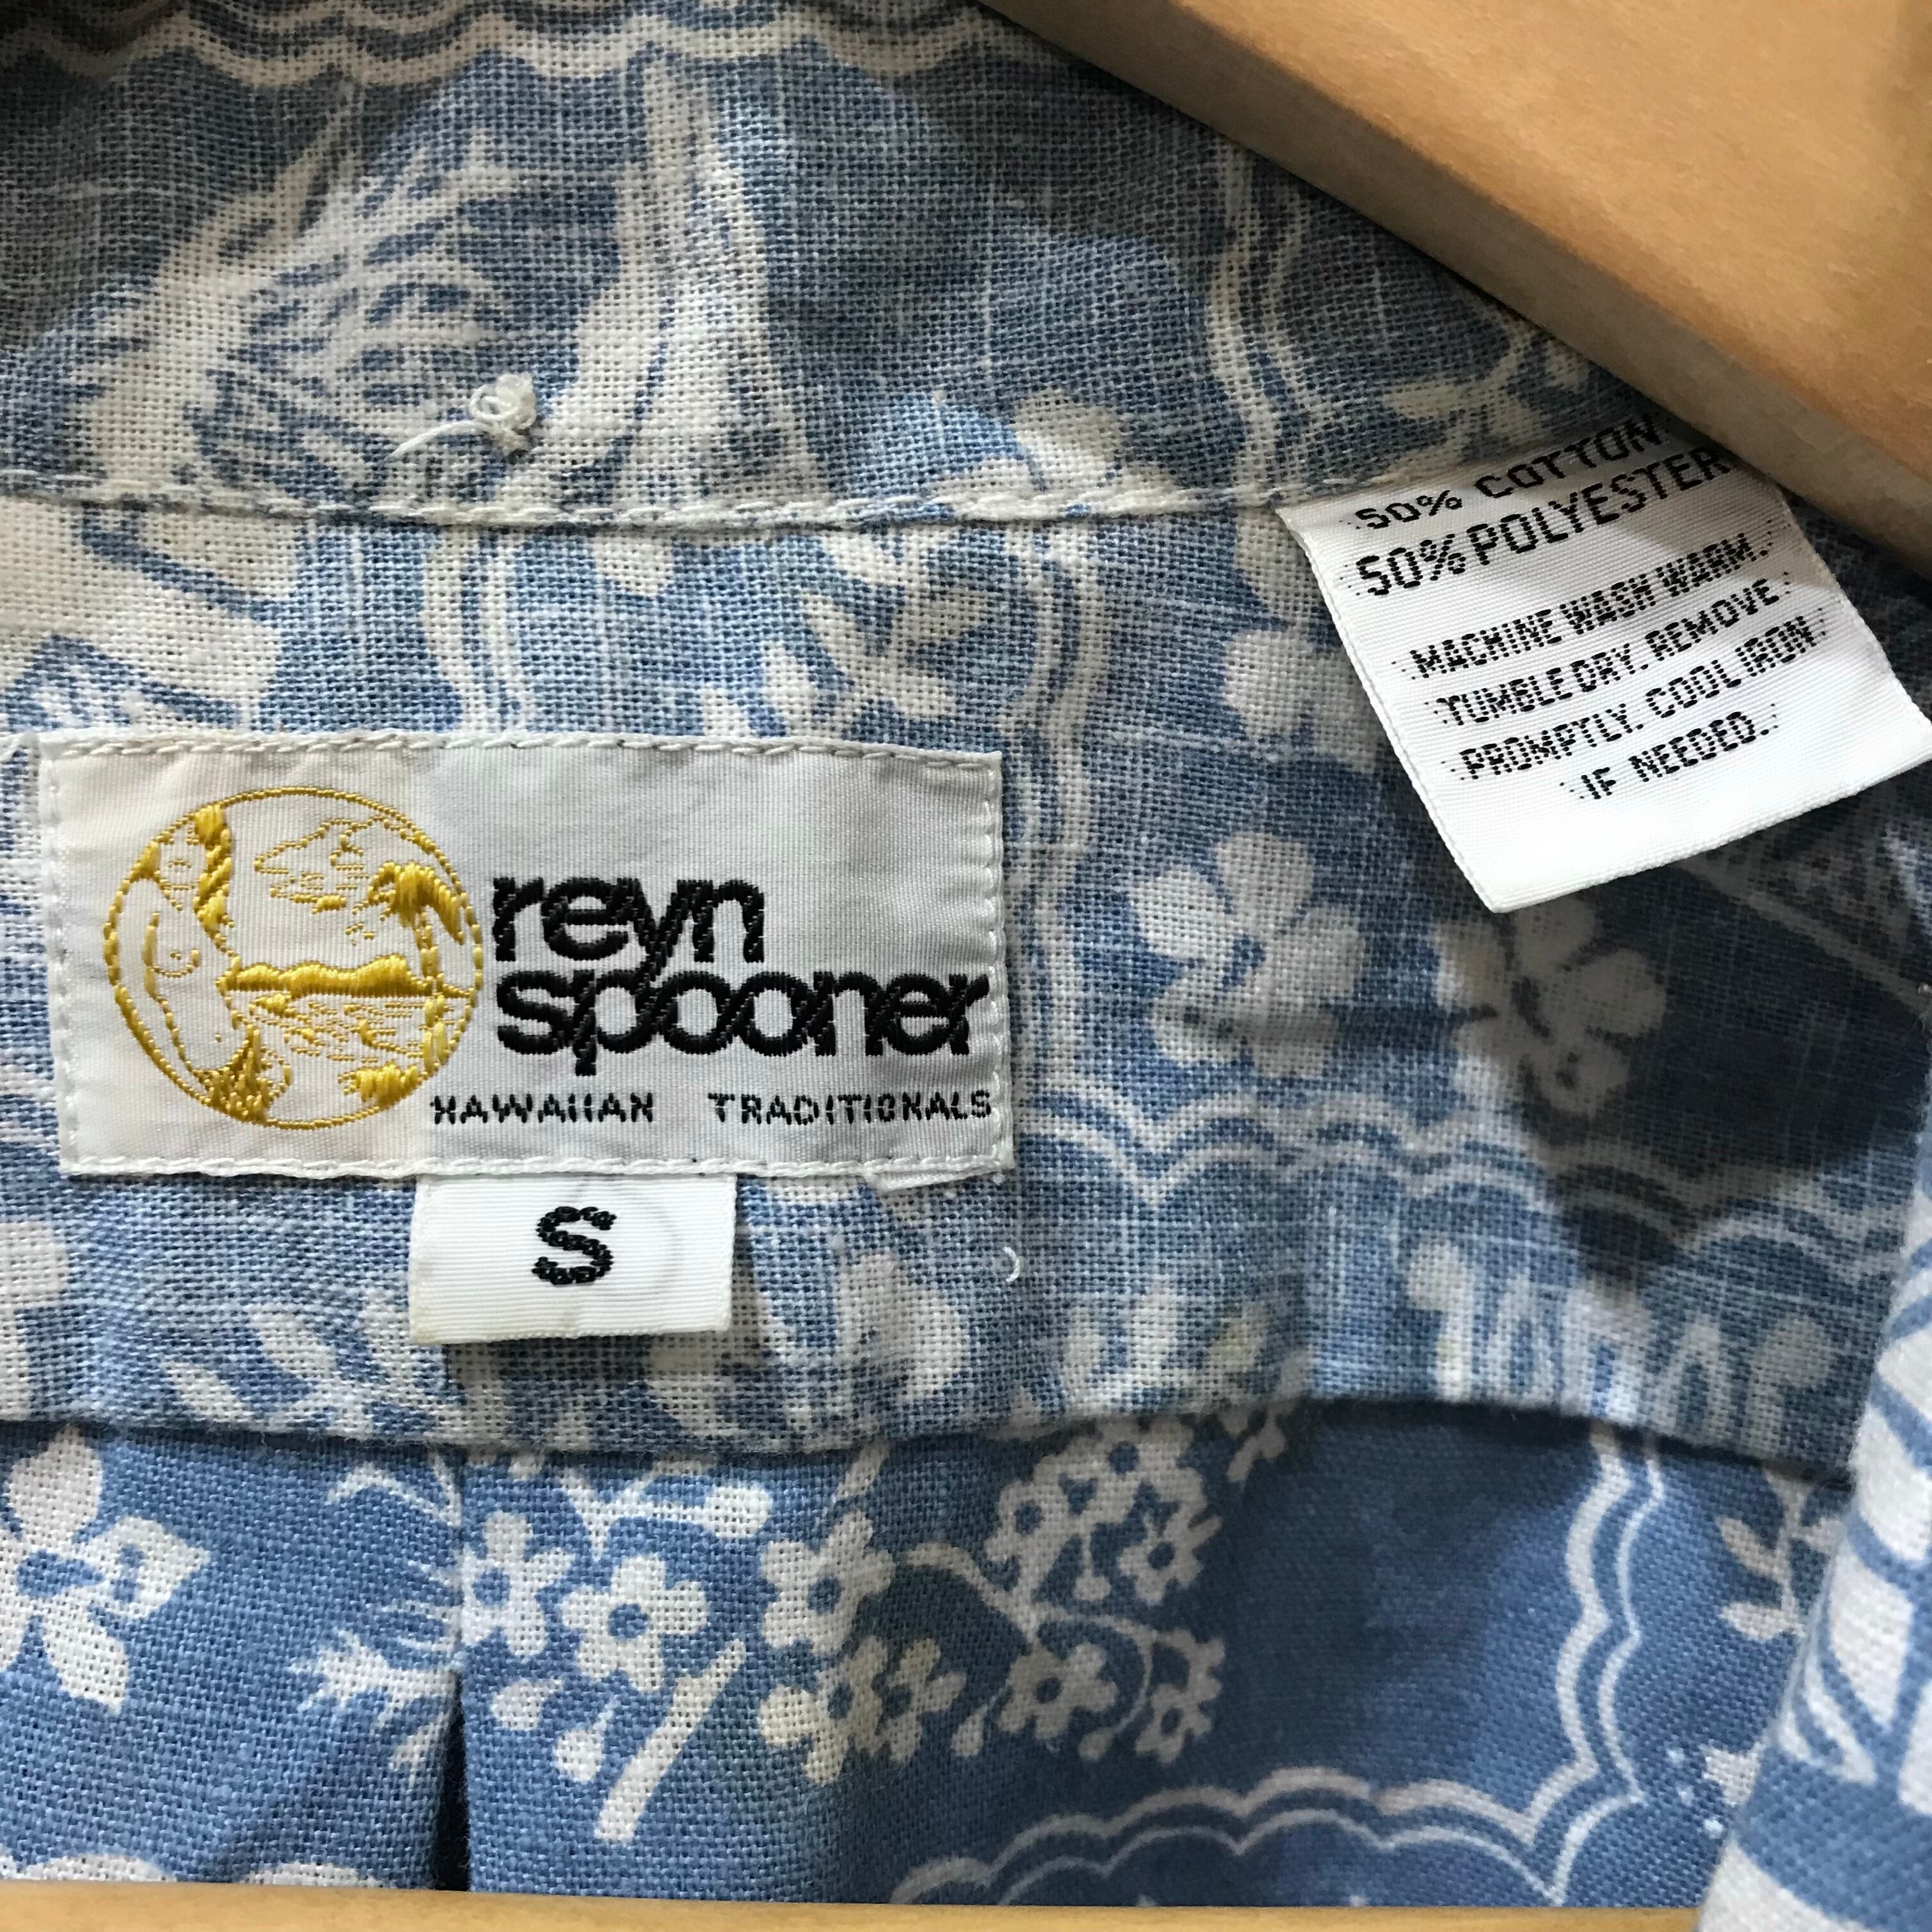 50% COTTON
50% POLYESTER
MACHINE WASH WARM.
TUMBLE DRY. REMOVE
PROMPTLY. COOL IRON
IF NEEDED.
reyn
spooner
HAWAIIAN TRADITIONALS
S